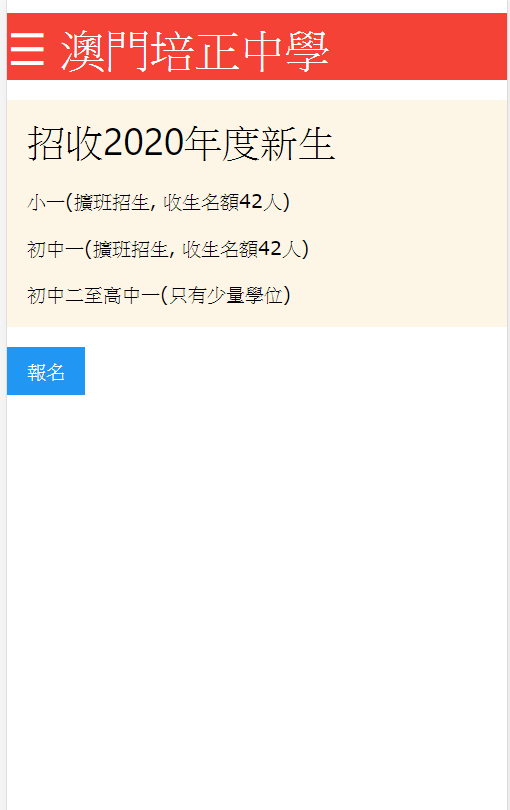 ☰ 澳門培正中學
招收2020年度新生
小一(擴班招生, 收生名額42人)
初中一(擴班招生, 收生名額42人)
初中二至高中一(只有少量學位)
報名